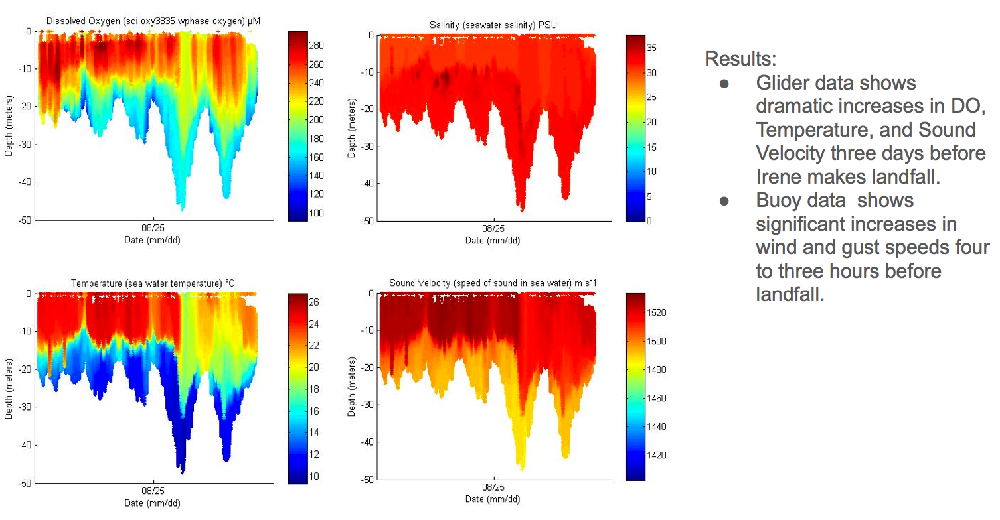 Dissolved Oxygen (sci oxy3835 wphase oxygen) µM
0
-10
-20
-30
-40
-50
Depth (meters)
08/25
Date (mm/dd)
280
260
240
220
200
180
160
140
120
100
Salinity (seawater salinity) PSU
0
-10
-20
-30
-40
-50
Depth (meters)
08/25
Date (mm/dd)
35
30
25
20
15
10
5
0
Temperature (sea water temperature) °C
0
-10
-20
-30
-40
-50
Depth (meters)
08/25
Date (mm/dd)
26
24
22
20
18
16
14
12
10
Sound Velocity (speed of sound in sea water) m s⁻¹
0
-10
-20
-30
-40
-50
Depth (meters)
08/25
Date (mm/dd)
1520
1500
1480
1460
1440
1420
Results:
● Glider data shows
dramatic increases in DO,
Temperature, and Sound
Velocity three days before
Irene makes landfall.
● Buoy data shows
significant increases in
wind and gust speeds four
to three hours before
landfall.